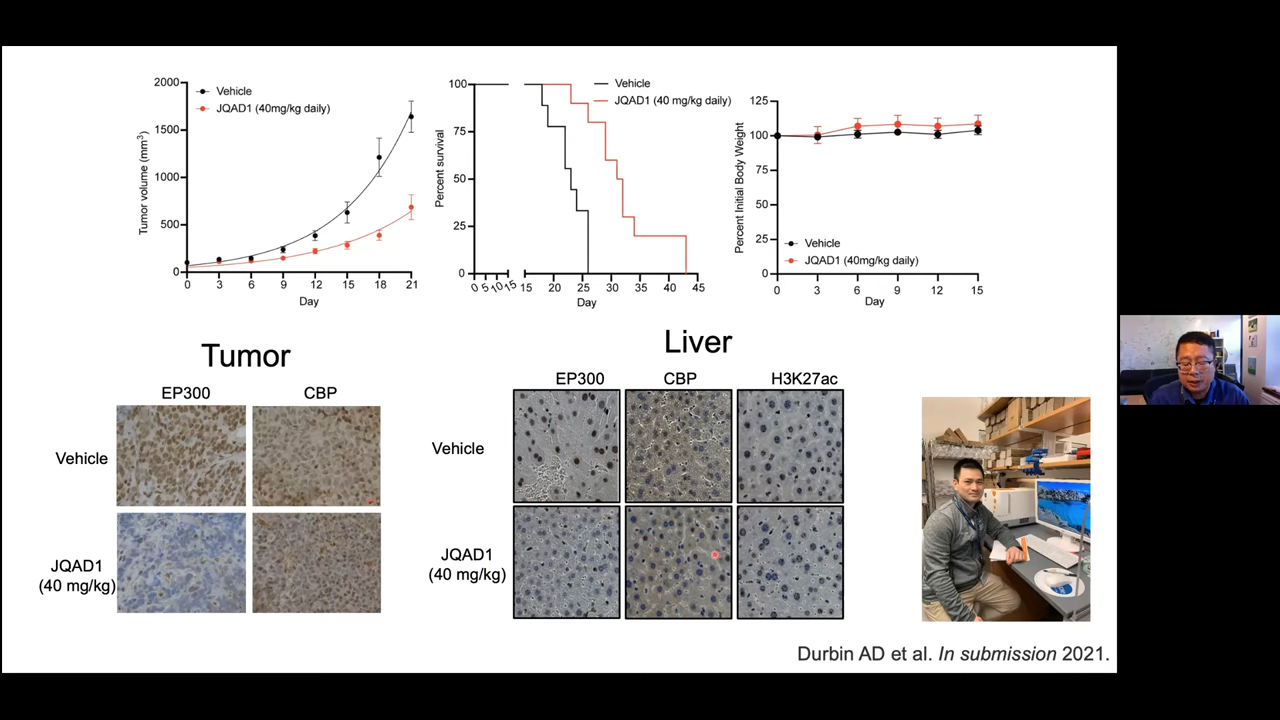 2000
1500
1000
500
0
Tumor volume (mm³)
Vehicle
JQAD1 (40mg/kg daily)
0 3 6 9 12 15 18 21
Day
100
75
50
25
0
Percent survival
Vehicle
JQAD1 (40 mg/kg daily)
0 5 10 15 15 20 25 30 35 40 45
Day
125
100
75
50
25
0
Percent Initial Body Weight
Vehicle
JQAD1 (40mg/kg daily)
0 3 6 9 12 15
Day
Tumor
EP300 CBP
Vehicle
JQAD1
(40 mg/kg)
Liver
EP300 CBP H3K27ac
Vehicle
JQAD1
(40 mg/kg)
Durbin AD et al. In submission 2021.